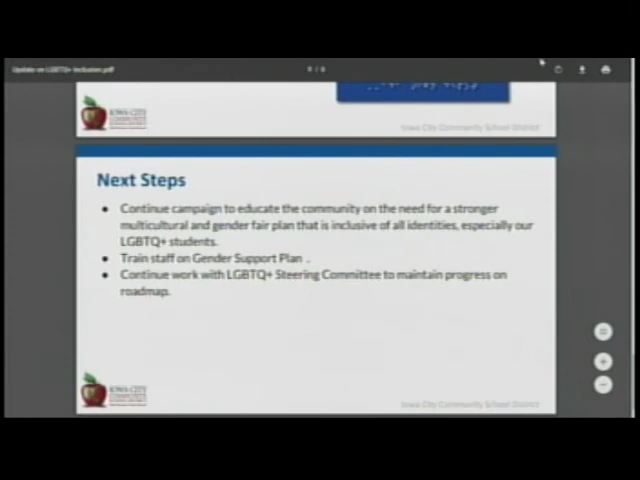 Update on LGBTQ+ Inclusion.pdf
Iowa City Community School District
Next Steps
Continue campaign to educate the community on the need for a stronger
multicultural and gender fair plan that is inclusive of all identities, especially our
LGBTQ+ students.
Train staff on Gender Support Plan .
Continue work with LGBTQ+ Steering Committee to maintain progress on
roadmap.
IOWA CITY
COMMUNITY
Iowa City Community School District